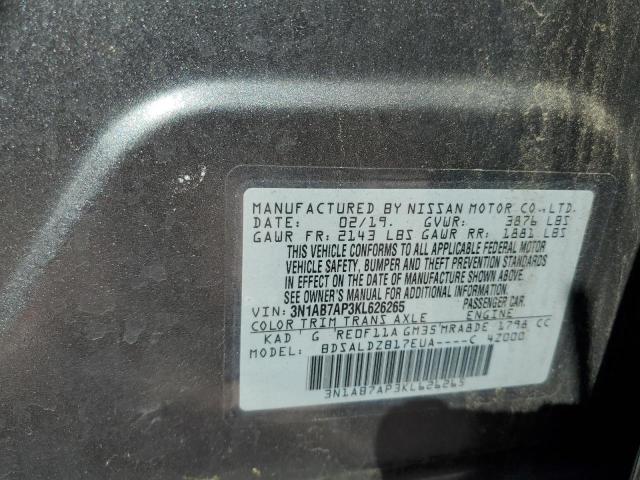 MANUFACTURED BY NISSAN MOTOR CO.,LTD.
DATE: 02/19. GVWR: 3876 LBS
GAWR FR: 2143 LBS GAWR RR: 1881 LBS
THIS VEHICLE CONFORMS TO ALL APPLICABLE FEDERAL MOTOR
VEHICLE SAFETY, BUMPER AND THEFT PREVENTION STANDARDS
IN EFFECT ON THE DATE OF MANUFACTURE SHOWN ABOVE.
SEE OWNER'S MANUAL FOR ADDITIONAL INFORMATION.
VIN: 3N1AB7AP3KL626265 PASSENGER CAR.
COLOR TRIM TRANS AXLE ENGINE
KAD G RE0F11A GM35 MRA8DE 1798 CC
MODEL: BDSALDZB17EUA----C 42000
3N1AB7AP3KL626265